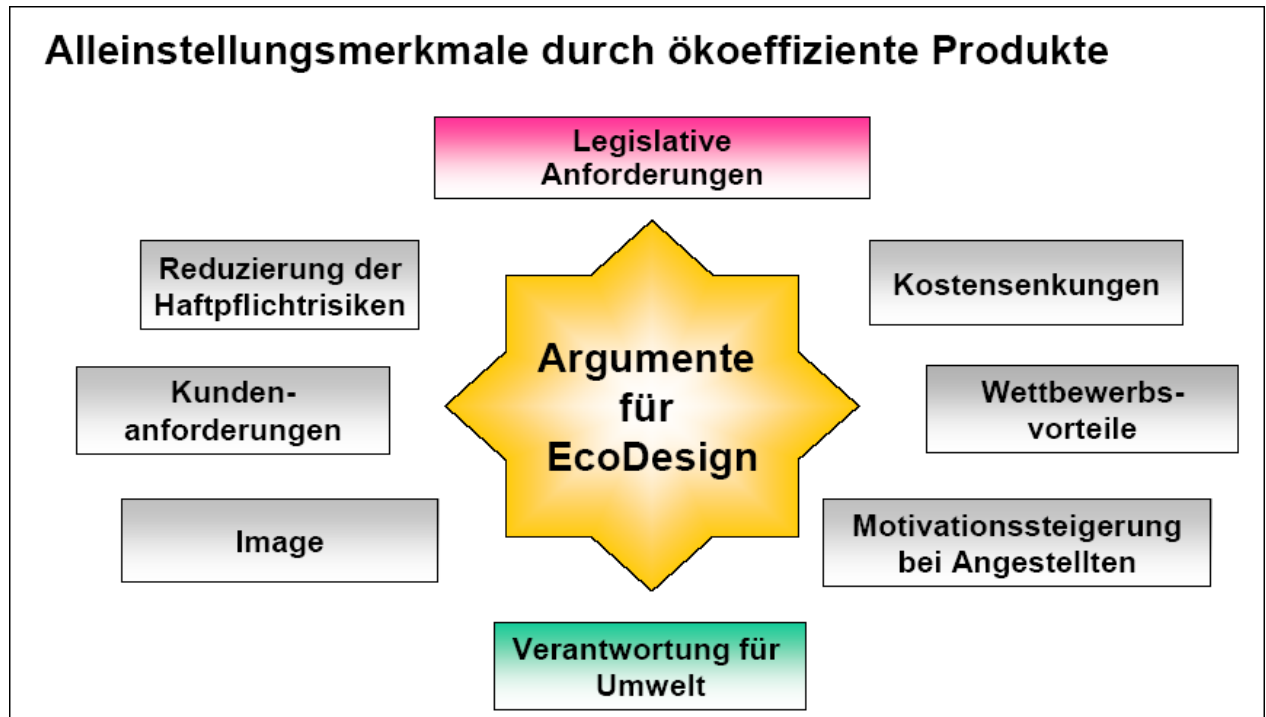 Alleinstellungsmerkmale durch ökoeffiziente Produkte
Legislative
Anforderungen
Reduzierung der
Haftpflichtrisiken
Kostensenkungen
Argumente
für
EcoDesign
Kunden-
anforderungen
Wettbewerbs-
vorteile
Image
Motivationssteigerung
bei Angestellten
Verantwortung für
Umwelt